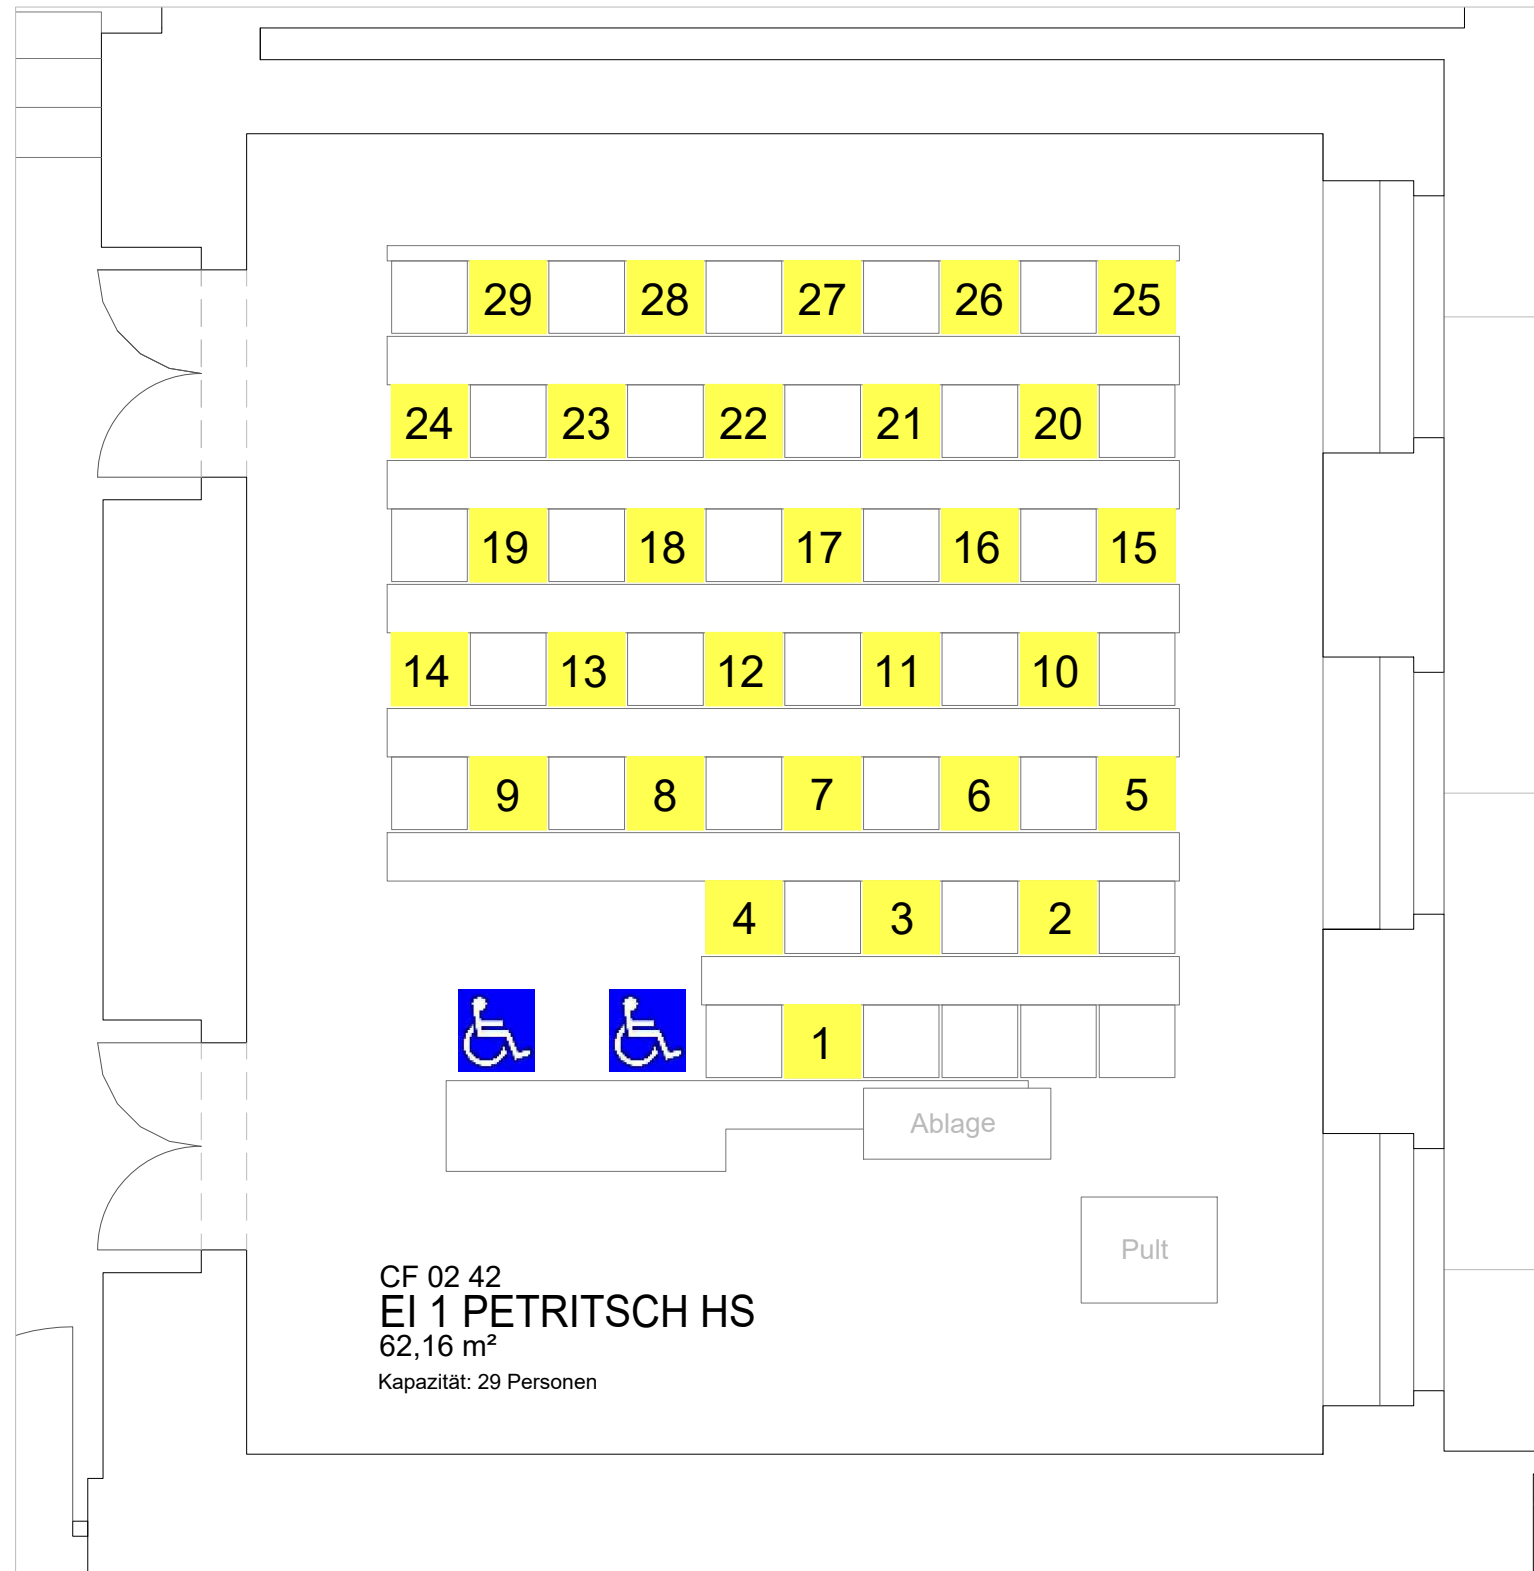 29 28 27 26 25
24 23 22 21 20
19 18 17 16 15
14 13 12 11 10
9 8 7 6 5
4 3 2
1
Ablage
Pult
CF 02 42
EI 1 PETRITSCH HS
62,16 m²
Kapazität: 29 Personen